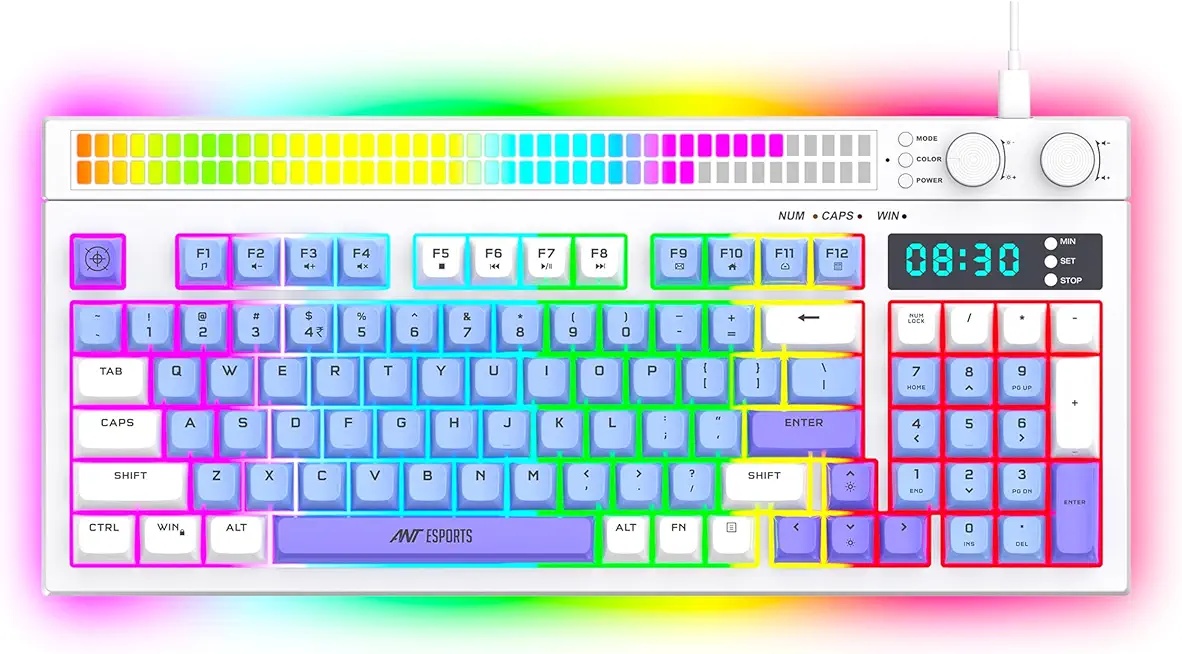 MODE
COLOR
POWER
NUM CAPS WIN
F1 F2 F3 F4 F5 F6 F7 F8 F9 F10 F11 F12
08:30
MIN
SET
STOP
~ ! @ # $ % ^ & * ( ) _ +
` 1 2 3 4 ₹ 5 6 7 8 9 0 - =
NUM LOCK / * -
TAB Q W E R T Y U I O P { [ } ] | \
7 HOME 8 9 PG UP +
CAPS A S D F G H J K L : ; " ' ENTER
4 5 6
SHIFT Z X C V B N M < , > . ? / SHIFT
1 END 2 3 PG DN ENTER
CTRL WIN ALT ANT ESPORTS ALT FN
0 INS . DEL